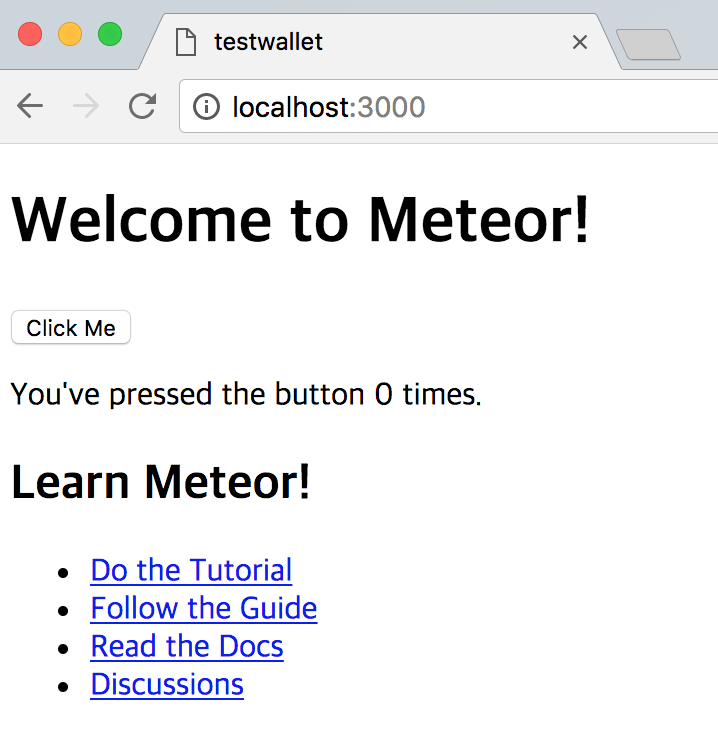 testwallet
localhost:3000
Welcome to Meteor!
Click Me
You've pressed the button 0 times.
Learn Meteor!
Do the Tutorial
Follow the Guide
Read the Docs
Discussions